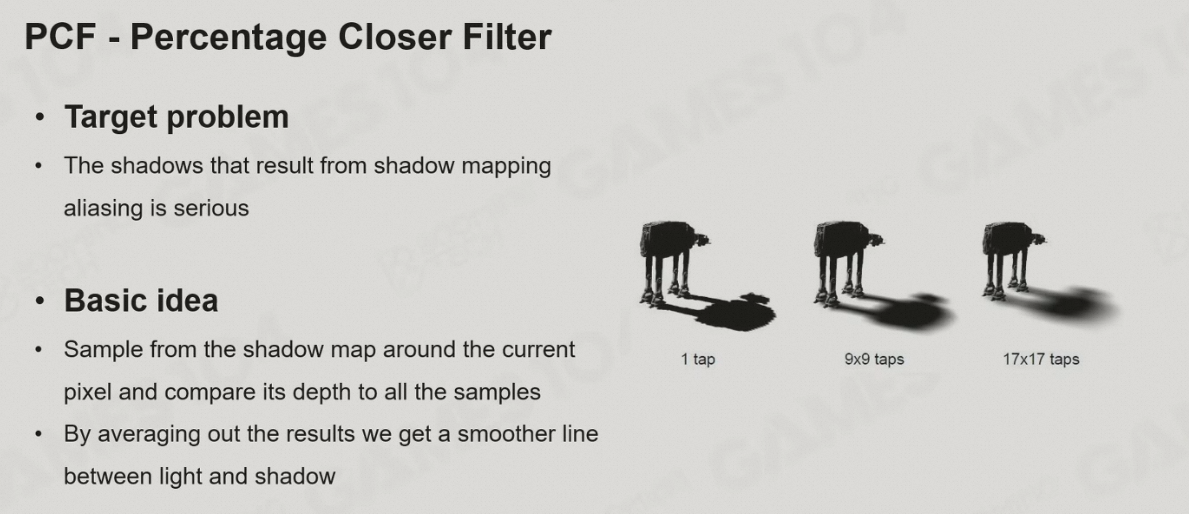 PCF - Percentage Closer Filter
• Target problem
• The shadows that result from shadow mapping
aliasing is serious
• Basic idea
• Sample from the shadow map around the current
pixel and compare its depth to all the samples
• By averaging out the results we get a smoother line
between light and shadow
1 tap
9x9 taps
17x17 taps
GAMES104